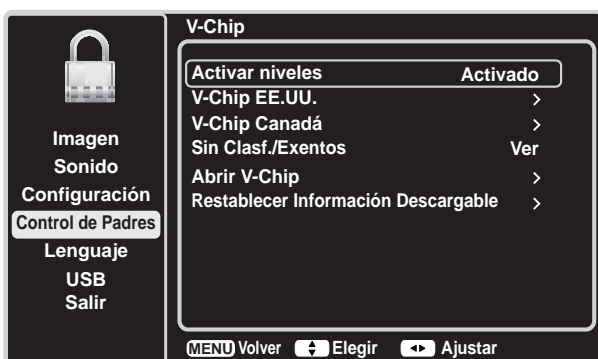 V-Chip
Activar niveles Activado
V-Chip EE.UU. >
V-Chip Canadá >
Sin Clasf./Exentos Ver
Abrir V-Chip >
Restablecer Información Descargable >
Imagen
Sonido
Configuración
Control de Padres
Lenguaje
USB
Salir
MENU Volver Elegir Ajustar